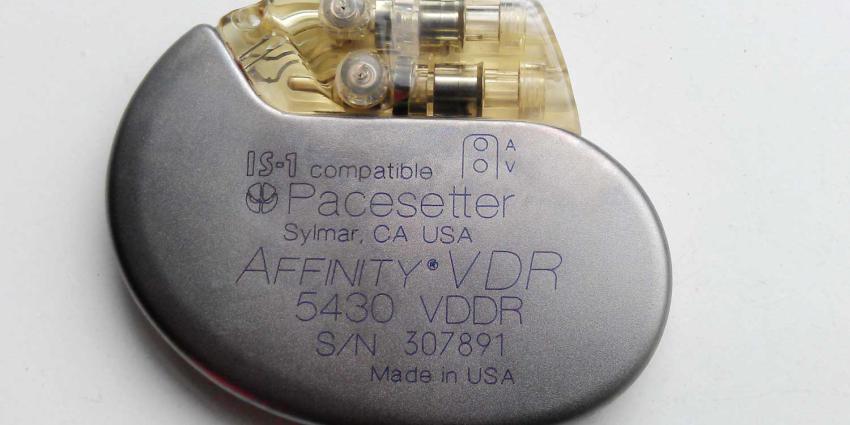 IS-1 compatible
A
V
Pacesetter
Sylmar, CA USA
AFFINITY® VDR
5430 VDDR
S/N 307891
Made in USA